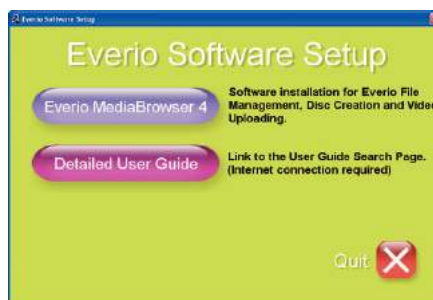 Everio Software Setup
Everio Software Setup
Everio MediaBrowser 4
Software installation for Everio File
Management, Disc Creation and Video
Uploading.
Detailed User Guide
Link to the User Guide Search Page.
(Internet connection required)
Quit